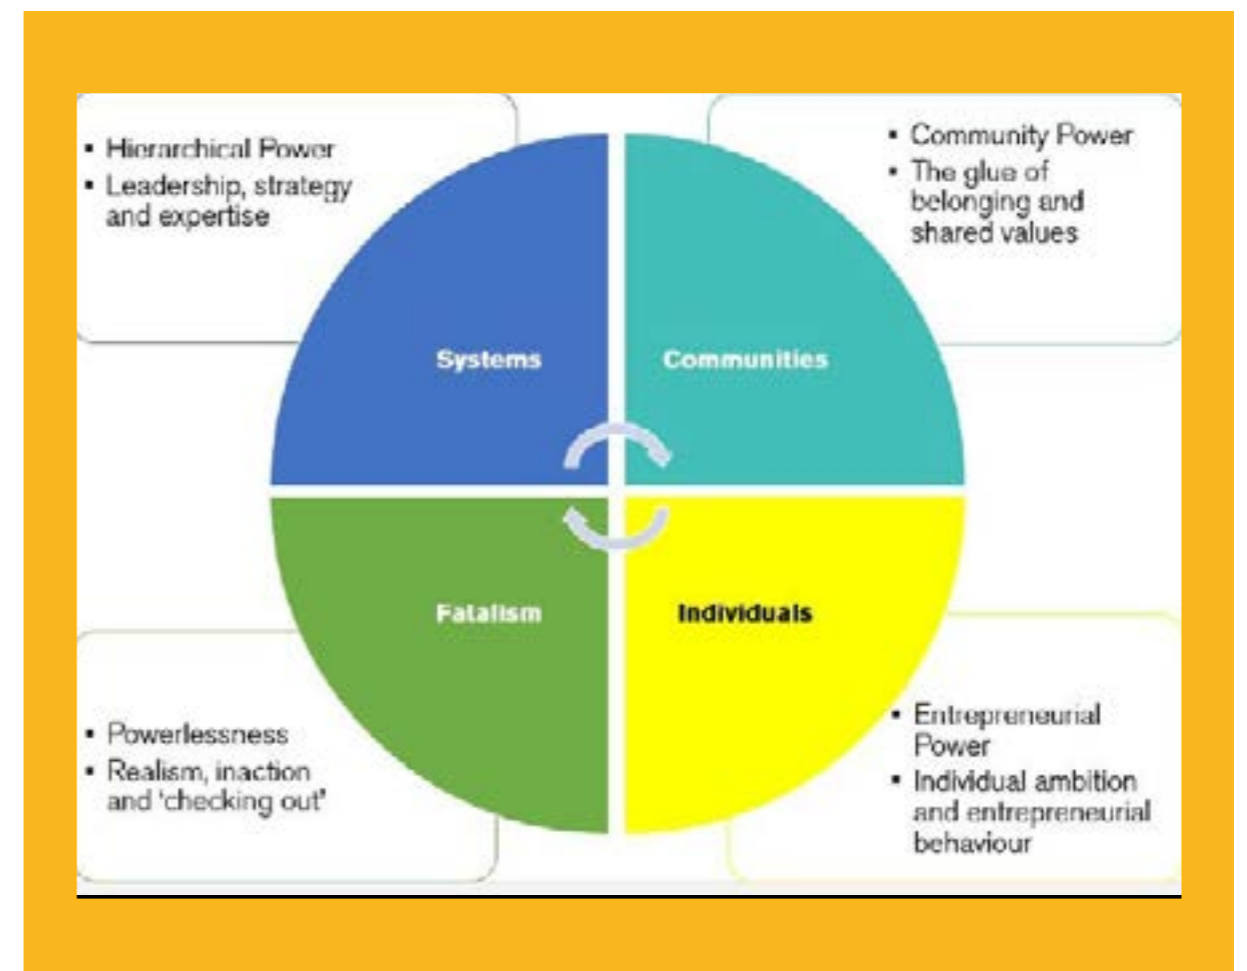 ▪ Hierarchical Power
▪ Leadership, strategy
and expertise
▪ Community Power
▪ The glue of
belonging and
shared values
Systems
Communities
Fatalism
Individuals
▪ Powerlessness
▪ Realism, inaction
and ‘checking out’
▪ Entrepreneurial
Power
▪ Individual ambition
and entrepreneurial
behaviour